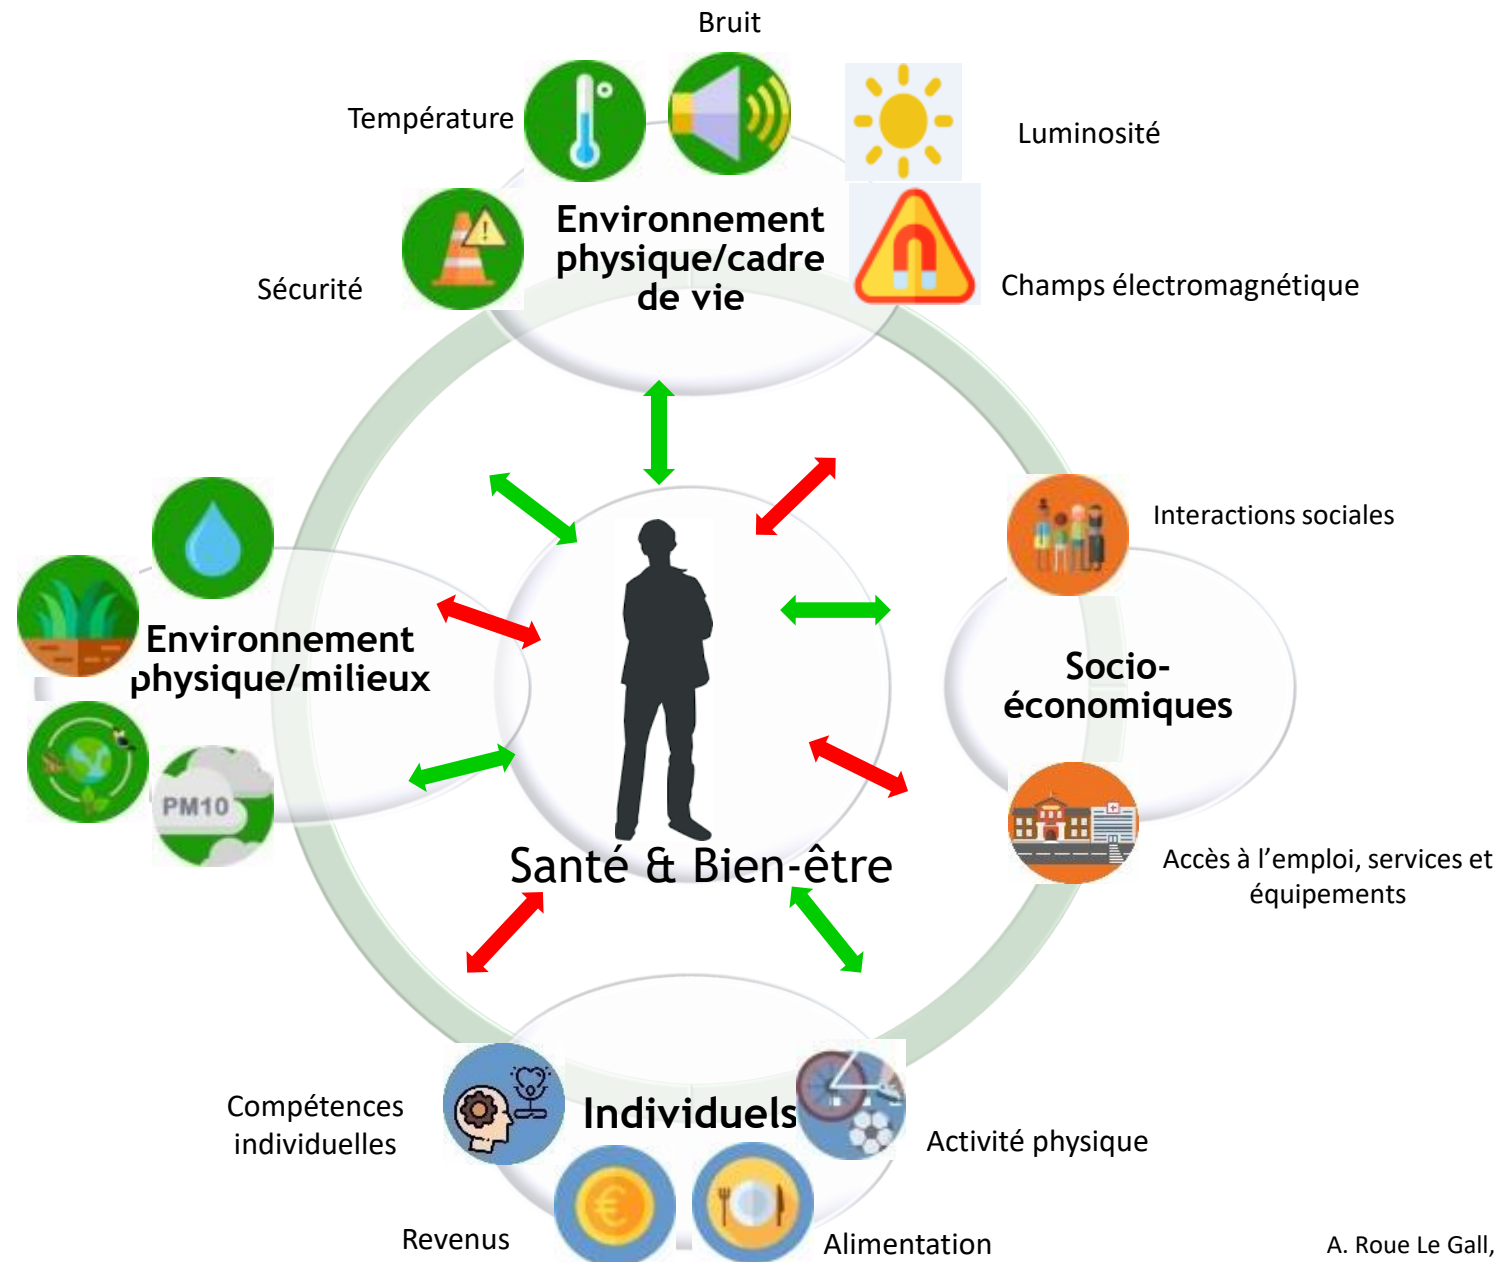 Bruit
Température
Luminosité
Environnement
physique/cadre
de vie
Sécurité
Champs électromagnétique
Interactions sociales
Environnement
physique/milieux
Socio-
économiques
PM10
Santé & Bien-être
Accès à l’emploi, services et
équipements
Compétences
individuelles
Individuels
Activité physique
Revenus
Alimentation
A. Roue Le Gall,